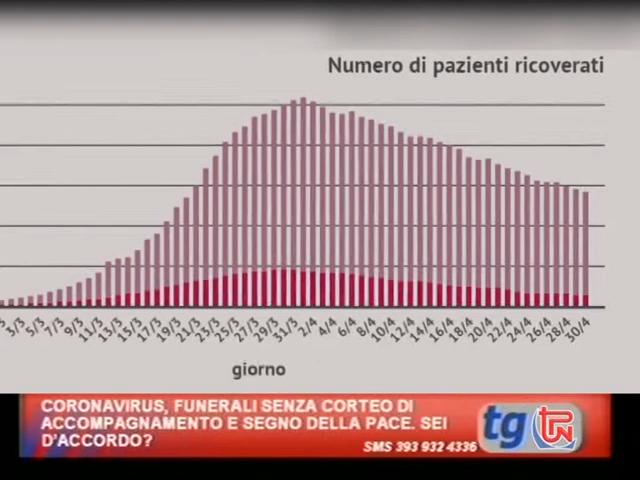 Numero di pazienti ricoverati
3/3 5/3 7/3 9/3 11/3 13/3 15/3 17/3 19/3 21/3 23/3 25/3 27/3 29/3 31/3 2/4 4/4 6/4 8/4 10/4 12/4 14/4 16/4 18/4 20/4 22/4 24/4 26/4 28/4 30/4
giorno
CORONAVIRUS, FUNERALI SENZA CORTEO DI
ACCOMPAGNAMENTO E SEGNO DELLA PACE. SEI
D'ACCORDO?
SMS 393 932 4336
tg TPN